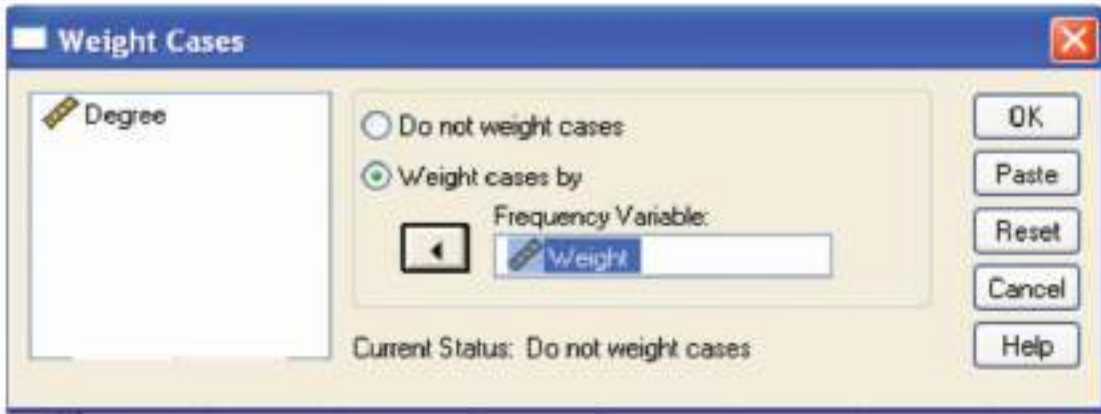 Weight Cases
Degree
Do not weight cases
Weight cases by
Frequency Variable:
Weight
Current Status: Do not weight cases
OK
Paste
Reset
Cancel
Help